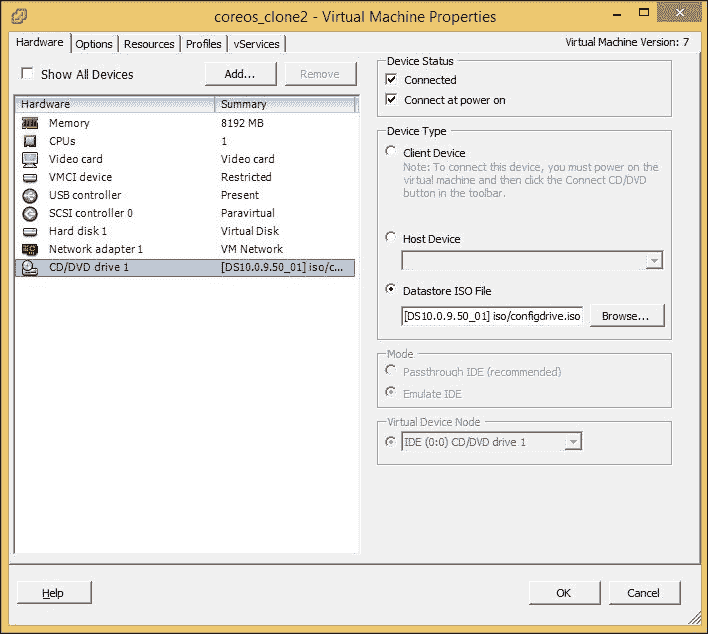 coreos_clone2 - Virtual Machine Properties
Hardware Options Resources Profiles vServices Virtual Machine Version: 7
Show All Devices Add... Remove
Hardware Summary
Memory 8192 MB
CPUs 1
Video card Video card
VMCI device Restricted
USB controller Present
SCSI controller 0 Paravirtual
Hard disk 1 Virtual Disk
Network adapter 1 VM Network
CD/DVD drive 1 [DS10.0.9.50_01] iso/c...
Device Status
Connected
Connect at power on
Device Type
Client Device
Note: To connect this device, you must power on the
virtual machine and then click the Connect CD/DVD
button in the toolbar.
Host Device
Datastore ISO File
[DS10.0.9.50_01] iso/configdrive.iso Browse...
Mode
Passthrough IDE (recommended)
Emulate IDE
Virtual Device Node
IDE (0:0) CD/DVD drive 1
Help OK Cancel